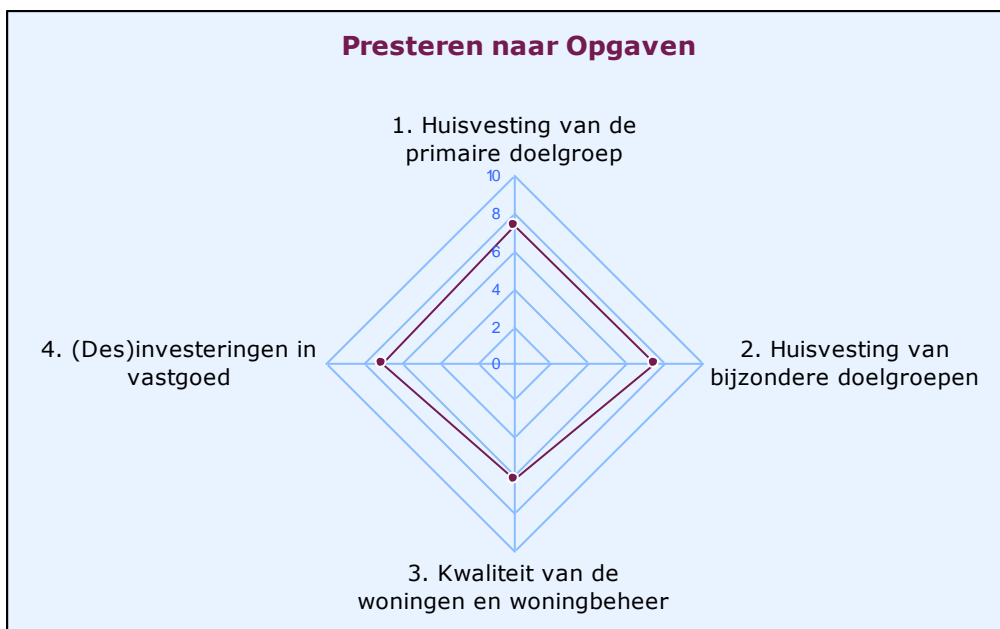 Presteren naar Opgaven
1. Huisvesting van de
primaire doelgroep
10
8
6
4
2
0
4. (Des)investeringen in
vastgoed
2. Huisvesting van
bijzondere doelgroepen
3. Kwaliteit van de
woningen en woningbeheer